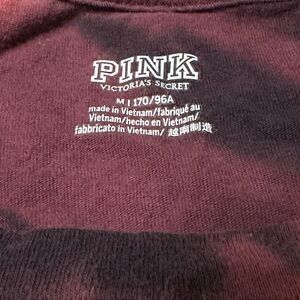 PINK
VICTORIA'S SECRET
M I 170/96A
made in Vietnam/fabriqué au
Vietnam/hecho en Vietnam/
fabbricato in Vietnam/ 越南制造